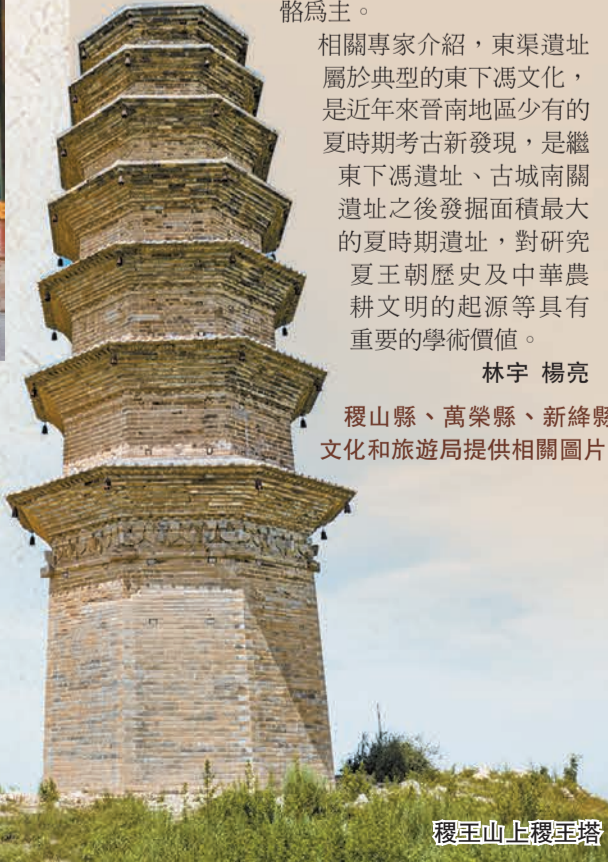 骼為主。
相關專家介紹，東渠遺址
屬於典型的東下馮文化，
是近年來晉南地區少有的
夏時期考古新發現，是繼
東下馮遺址、古城南關
遺址之後發掘面積最大
的夏時期遺址，對研究
夏王朝歷史及中華農
耕文明的起源等具有
重要的學術價值。
林宇 楊亮
稷山縣、萬榮縣、新絳縣
文化和旅遊局提供相關圖片
稷王山上稷王塔